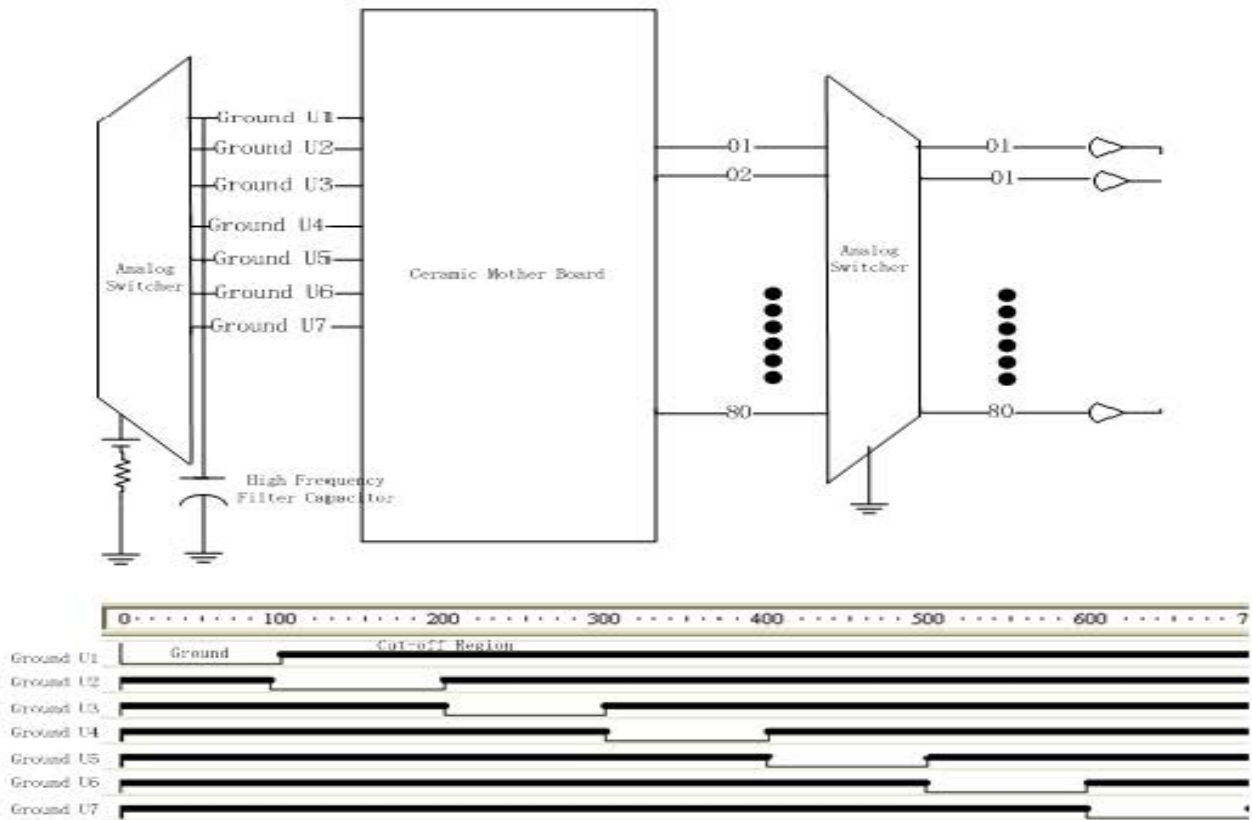 Ground U1
Ground U2
Ground U3
Ground U4
Ground U5
Ground U6
Ground U7
Analog
Switcher
Ceramic Mother Board
01
02
80
Analog
Switcher
01
01
80
High Frequency
Filter Capacitor
0 100 200 300 400 500 600 7
Ground U1 Ground Cut-off Region
Ground U2
Ground U3
Ground U4
Ground U5
Ground U6
Ground U7